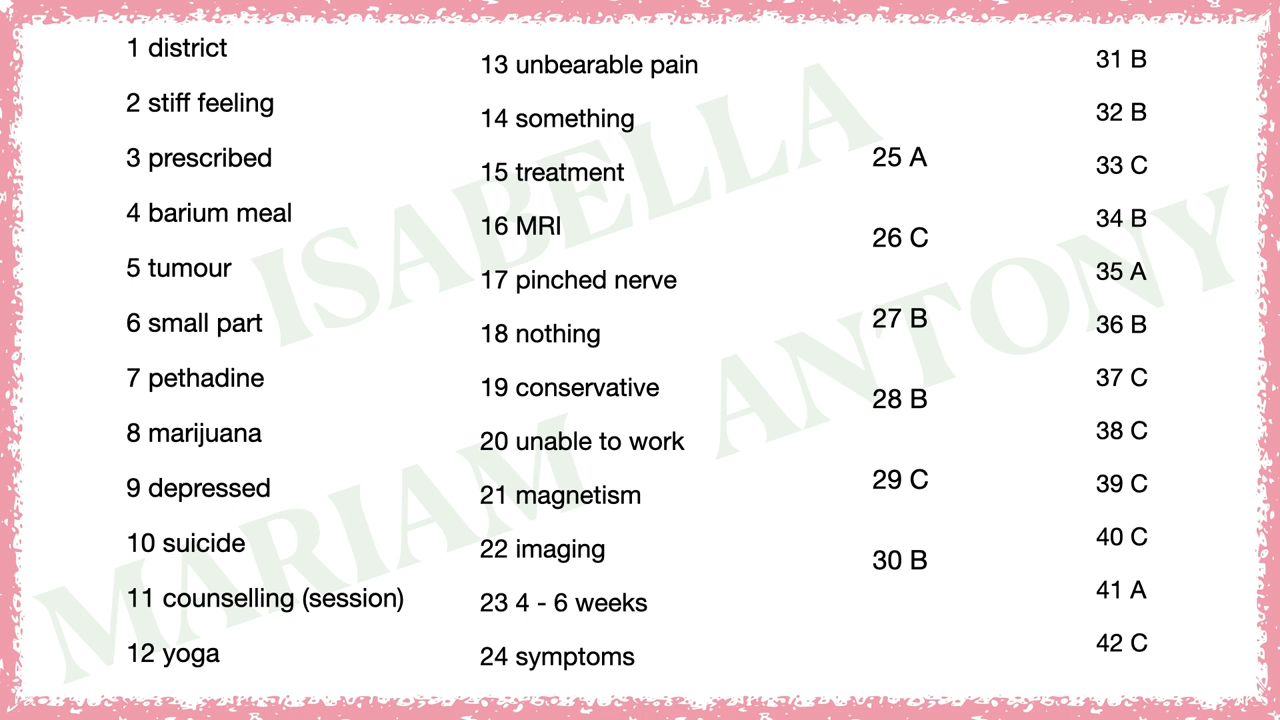 1 district
2 stiff feeling
3 prescribed
4 barium meal
5 tumour
6 small part
7 pethadine
8 marijuana
9 depressed
10 suicide
11 counselling (session)
12 yoga
13 unbearable pain
14 something
15 treatment
16 MRI
17 pinched nerve
18 nothing
19 conservative
20 unable to work
21 magnetism
22 imaging
23 4 - 6 weeks
24 symptoms
25 A
26 C
27 B
28 B
29 C
30 B
31 B
32 B
33 C
34 B
35 A
36 B
37 C
38 C
39 C
40 C
41 A
42 C
ISABELLA
MARIAM ANTONY